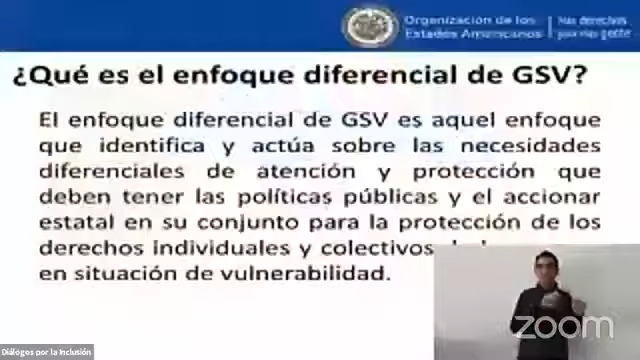 Organización de los
Estados Americanos
Más derechos
para más gente
¿Qué es el enfoque diferencial de GSV?
El enfoque diferencial de GSV es aquel enfoque
que identifica y actúa sobre las necesidades
diferenciales de atención y protección que
deben tener las políticas públicas y el accionar
estatal en su conjunto para la protección de los
derechos individuales y colectivos
en situación de vulnerabilidad.
zoom
Diálogos por la Inclusión